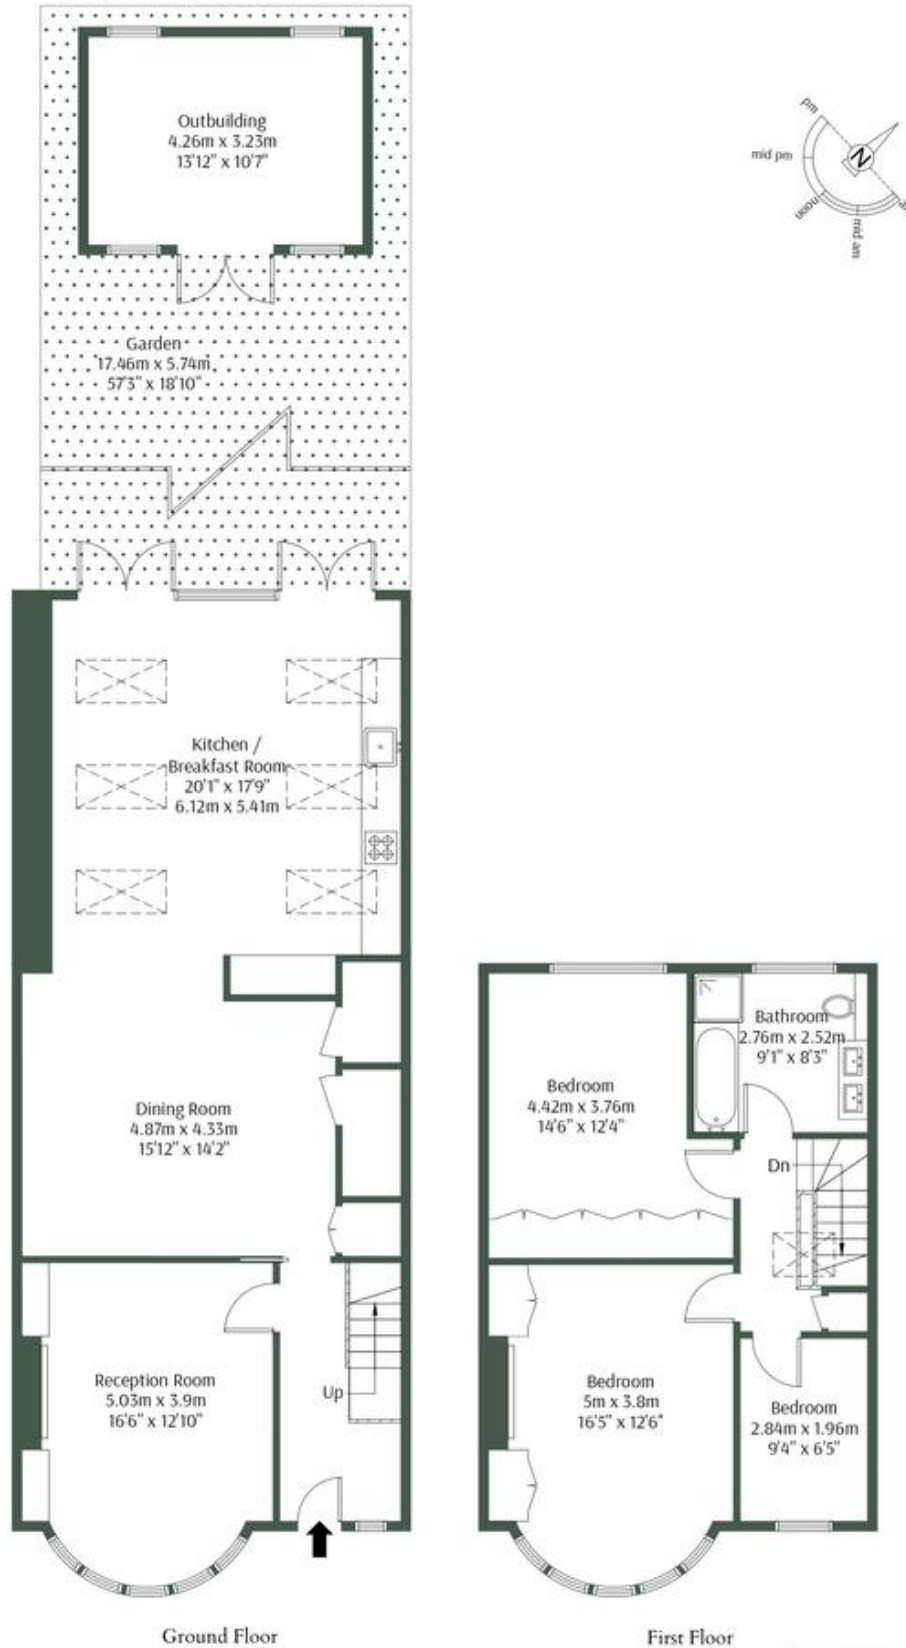 Outbuilding
4.26m x 3.23m
13'12" x 10'7"
pm
mid pm
noon
mid am
N
Garden
17.46m x 5.74m
57'3" x 18'10"
Kitchen /
Breakfast Room
20'1" x 17'9"
6.12m x 5.41m
Dining Room
4.87m x 4.33m
15'12" x 14'2"
Reception Room
5.03m x 3.9m
16'6" x 12'10"
Up
Ground Floor
Bathroom
2.76m x 2.52m
9'1" x 8'3"
Bedroom
4.42m x 3.76m
14'6" x 12'4"
Dn
Bedroom
5m x 3.8m
16'5" x 12'6"
Bedroom
2.84m x 1.96m
9'4" x 6'5"
First Floor